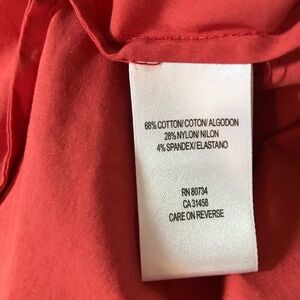 68% COTTON/ COTON/ ALGODON
28% NYLON/ NILON
4% SPANDEX/ ELASTANO
RN 80734
CA 31458
CARE ON REVERSE